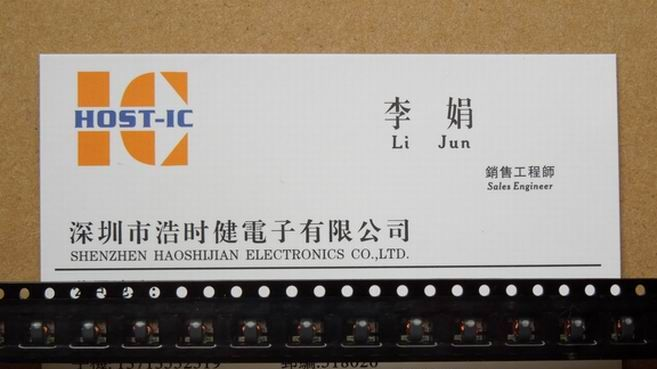 HOST-IC
李 娟
Li Jun
銷售工程師
Sales Engineer
深圳市浩时健電子有限公司
SHENZHEN HAOSHIJIAN ELECTRONICS CO.,LTD.